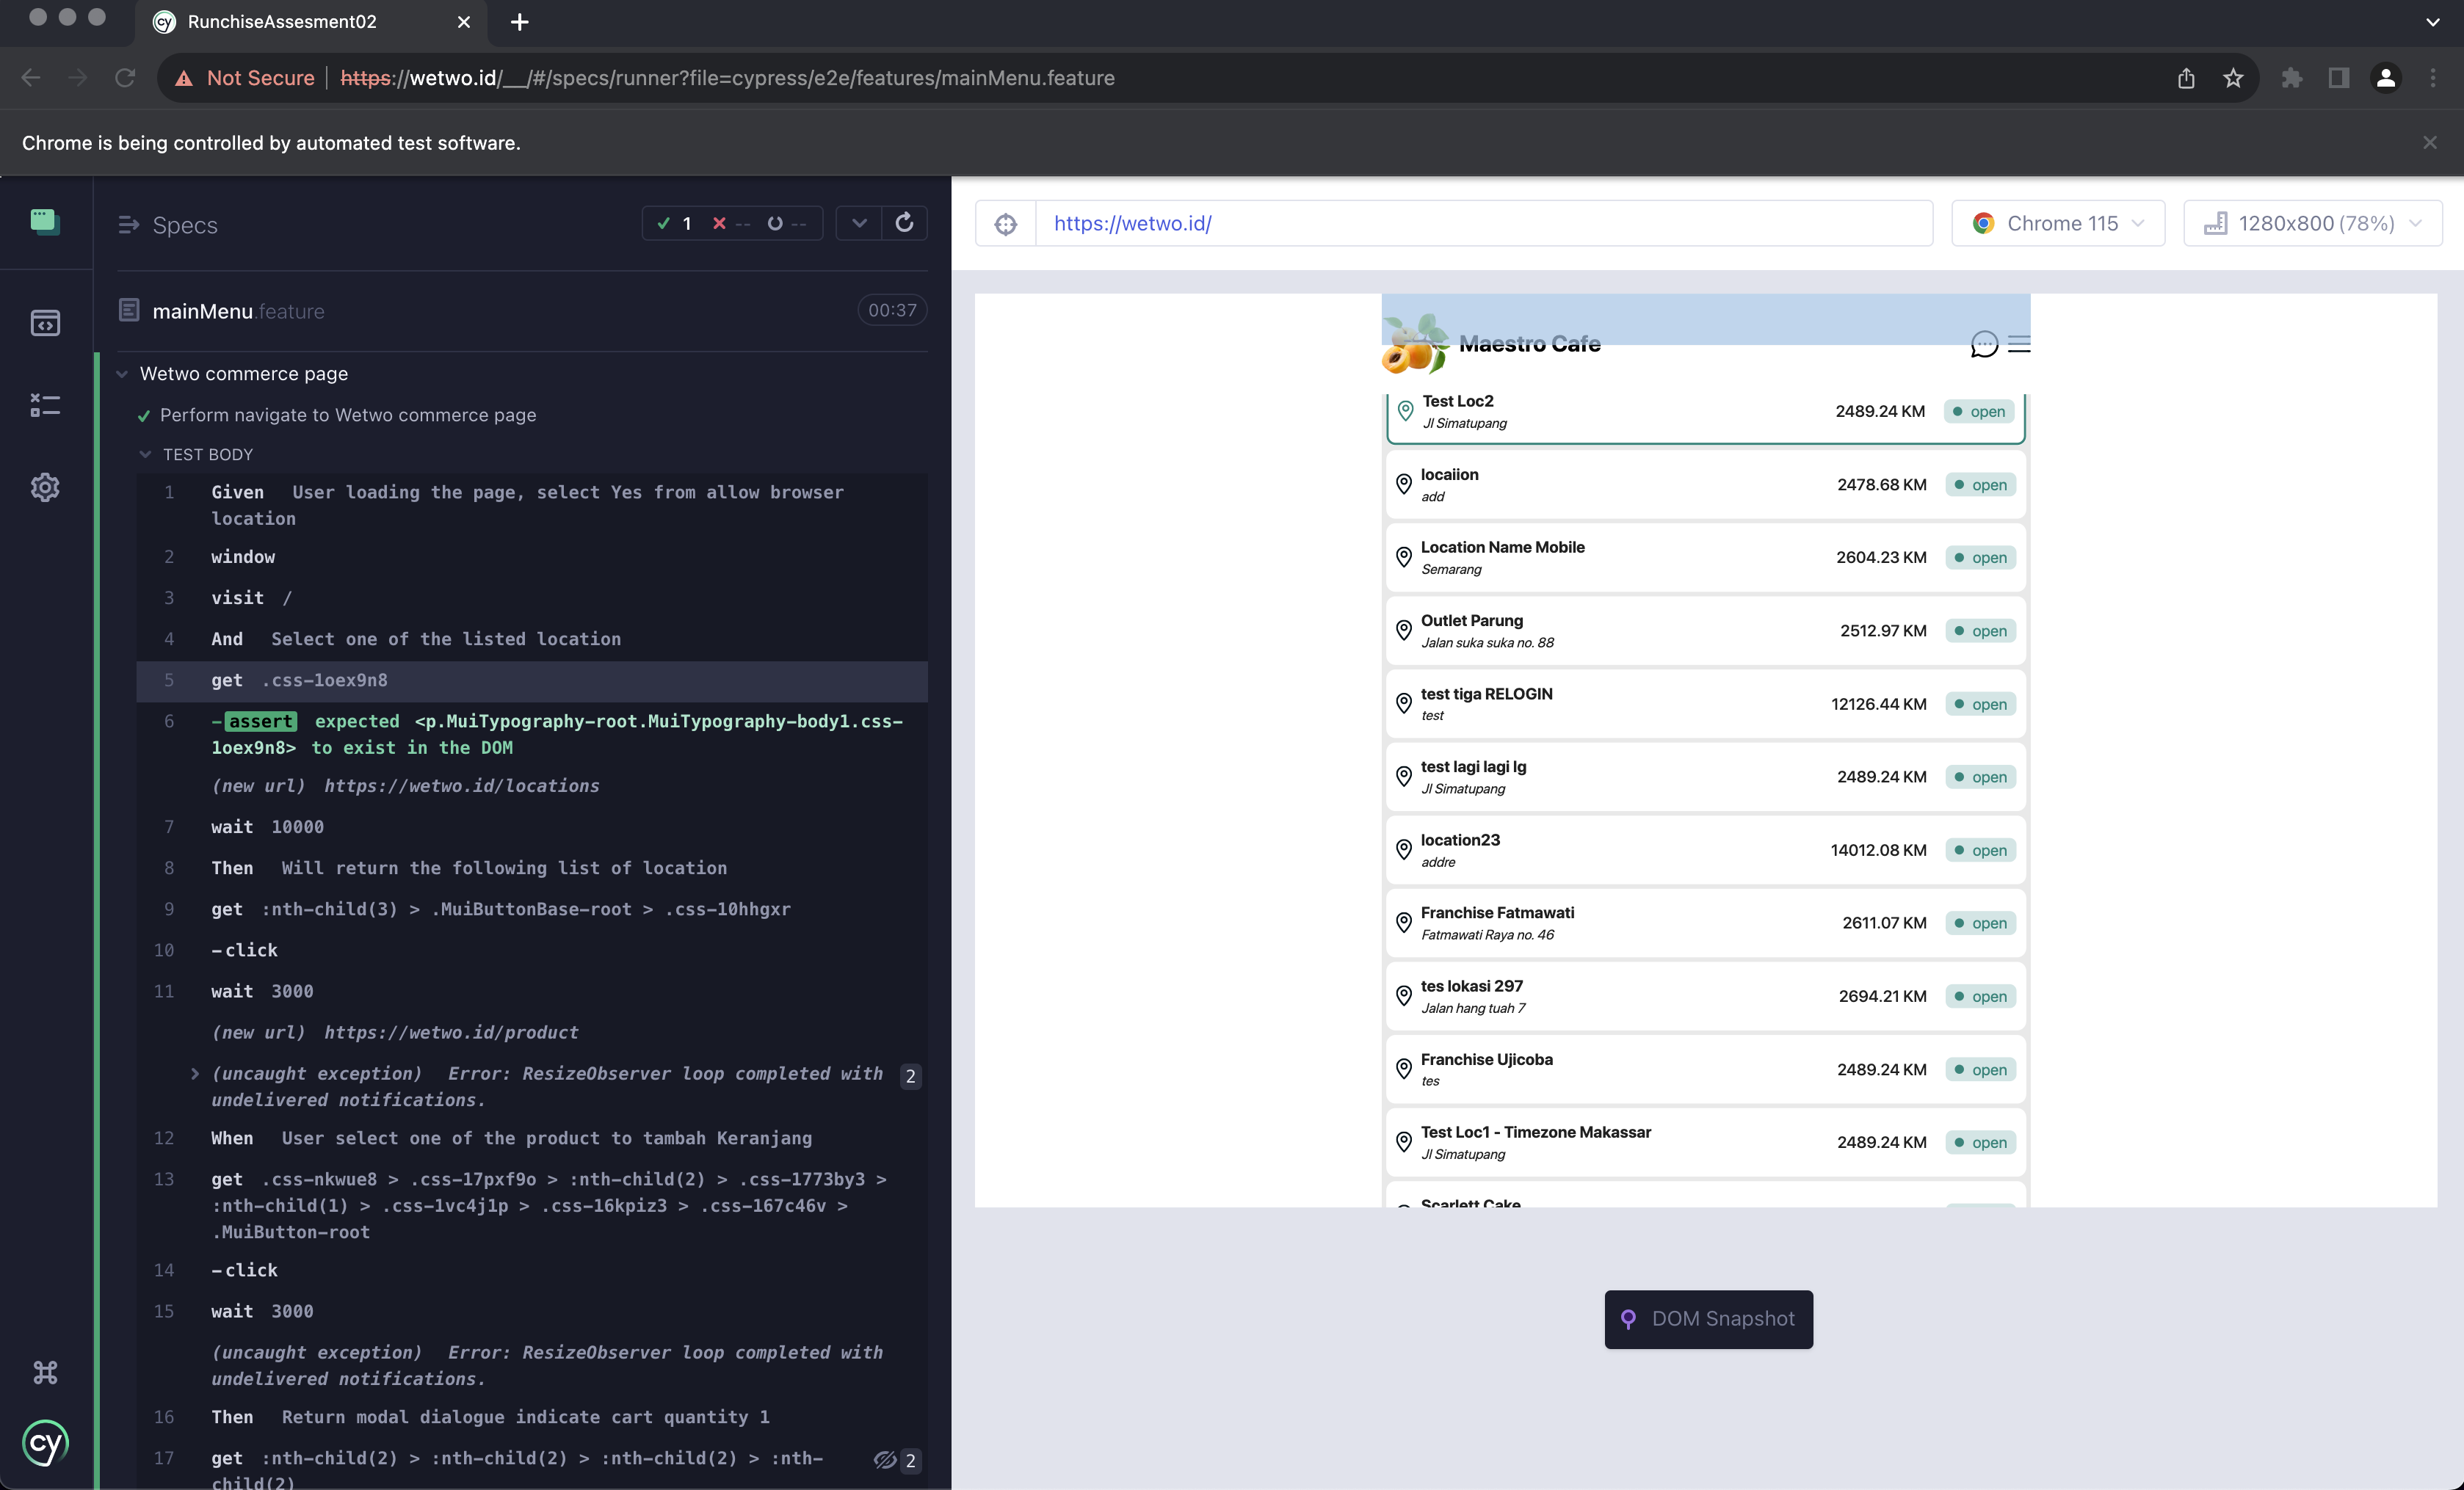 RunchiseAssesment02
Not Secure
https://wetwo.id/__/#/specs/runner?file=cypress/e2e/features/mainMenu.feature
Chrome is being controlled by automated test software.
Specs
1 -- --
mainMenu.feature
00:37
Wetwo commerce page
Perform navigate to Wetwo commerce page
TEST BODY
1 Given User loading the page, select Yes from allow browser
location
2 window
3 visit /
4 And Select one of the listed location
5 get .css-1oex9n8
6 -assert expected <p.MuiTypography-root.MuiTypography-body1.css-
1oex9n8> to exist in the DOM
(new url) https://wetwo.id/locations
7 wait 10000
8 Then Will return the following list of location
9 get :nth-child(3) > .MuiButtonBase-root > .css-10hhgxr
10 -click
11 wait 3000
(new url) https://wetwo.id/product
(uncaught exception) Error: ResizeObserver loop completed with 2
undelivered notifications.
12 When User select one of the product to tambah Keranjang
13 get .css-nkwue8 > .css-17pxf9o > :nth-child(2) > .css-1773by3 >
:nth-child(1) > .css-1vc4j1p > .css-16kpiz3 > .css-167c46v >
.MuiButton-root
14 -click
15 wait 3000
(uncaught exception) Error: ResizeObserver loop completed with
undelivered notifications.
16 Then Return modal dialogue indicate cart quantity 1
17 get :nth-child(2) > :nth-child(2) > :nth-child(2) > :nth- 2
child(2)
cy
https://wetwo.id/
Chrome 115
1280x800 (78%)
Maestro Cafe
Test Loc2
Jl Simatupang
2489.24 KM open
locaiion
add
2478.68 KM open
Location Name Mobile
Semarang
2604.23 KM open
Outlet Parung
Jalan suka suka no. 88
2512.97 KM open
test tiga RELOGIN
test
12126.44 KM open
test lagi lagi lg
Jl Simatupang
2489.24 KM open
location23
addre
14012.08 KM open
Franchise Fatmawati
Fatmawati Raya no. 46
2611.07 KM open
tes lokasi 297
Jalan hang tuah 7
2694.21 KM open
Franchise Ujicoba
tes
2489.24 KM open
Test Loc1 - Timezone Makassar
Jl Simatupang
2489.24 KM open
Scarlett Cake
DOM Snapshot